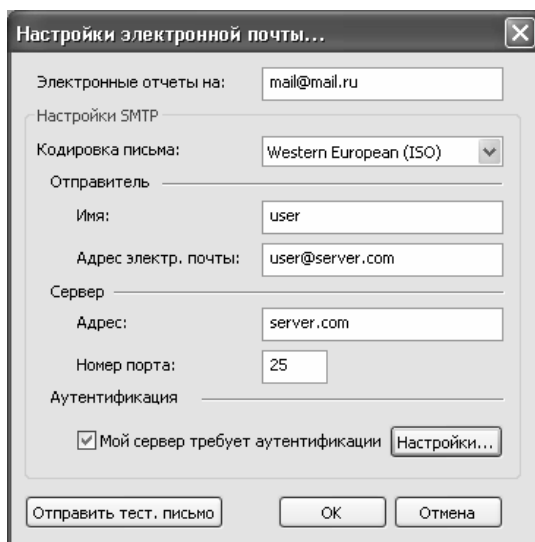 Настройки электронной почты...
Электронные отчеты на: mail@mail.ru
Настройки SMTP
Кодировка письма: Western European (ISO)
Отправитель
Имя: user
Адрес электр. почты: user@server.com
Сервер
Адрес: server.com
Номер порта: 25
Аутентификация
Мой сервер требует аутентификации Настройки...
Отправить тест. письмо OK Отмена